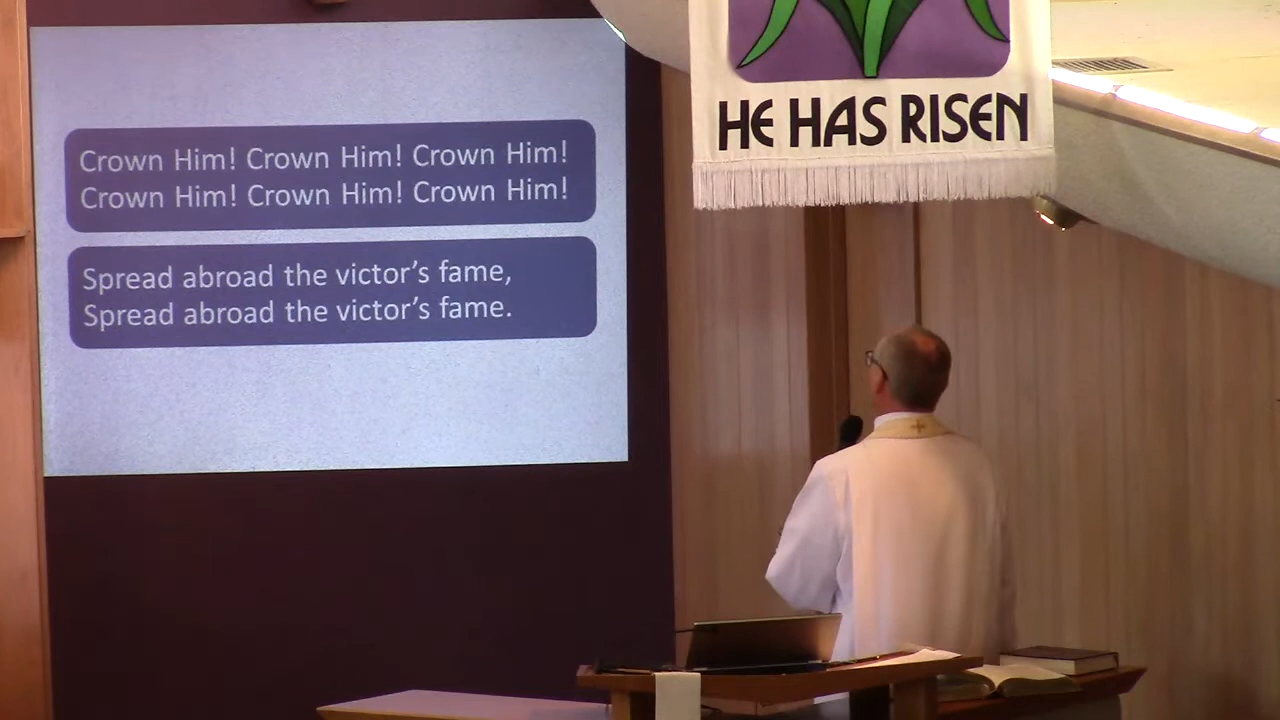 Crown Him! Crown Him! Crown Him!
Crown Him! Crown Him! Crown Him!
Spread abroad the victor's fame,
Spread abroad the victor's fame.
HE HAS RISEN